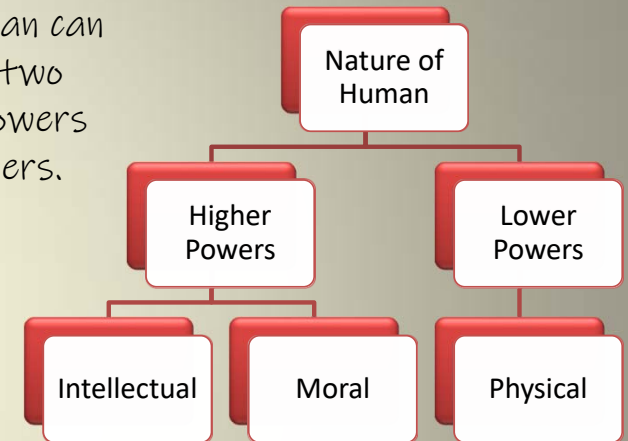 an can
two
owers
ers.
Nature of
Human
Higher
Powers
Lower
Powers
Intellectual
Moral
Physical